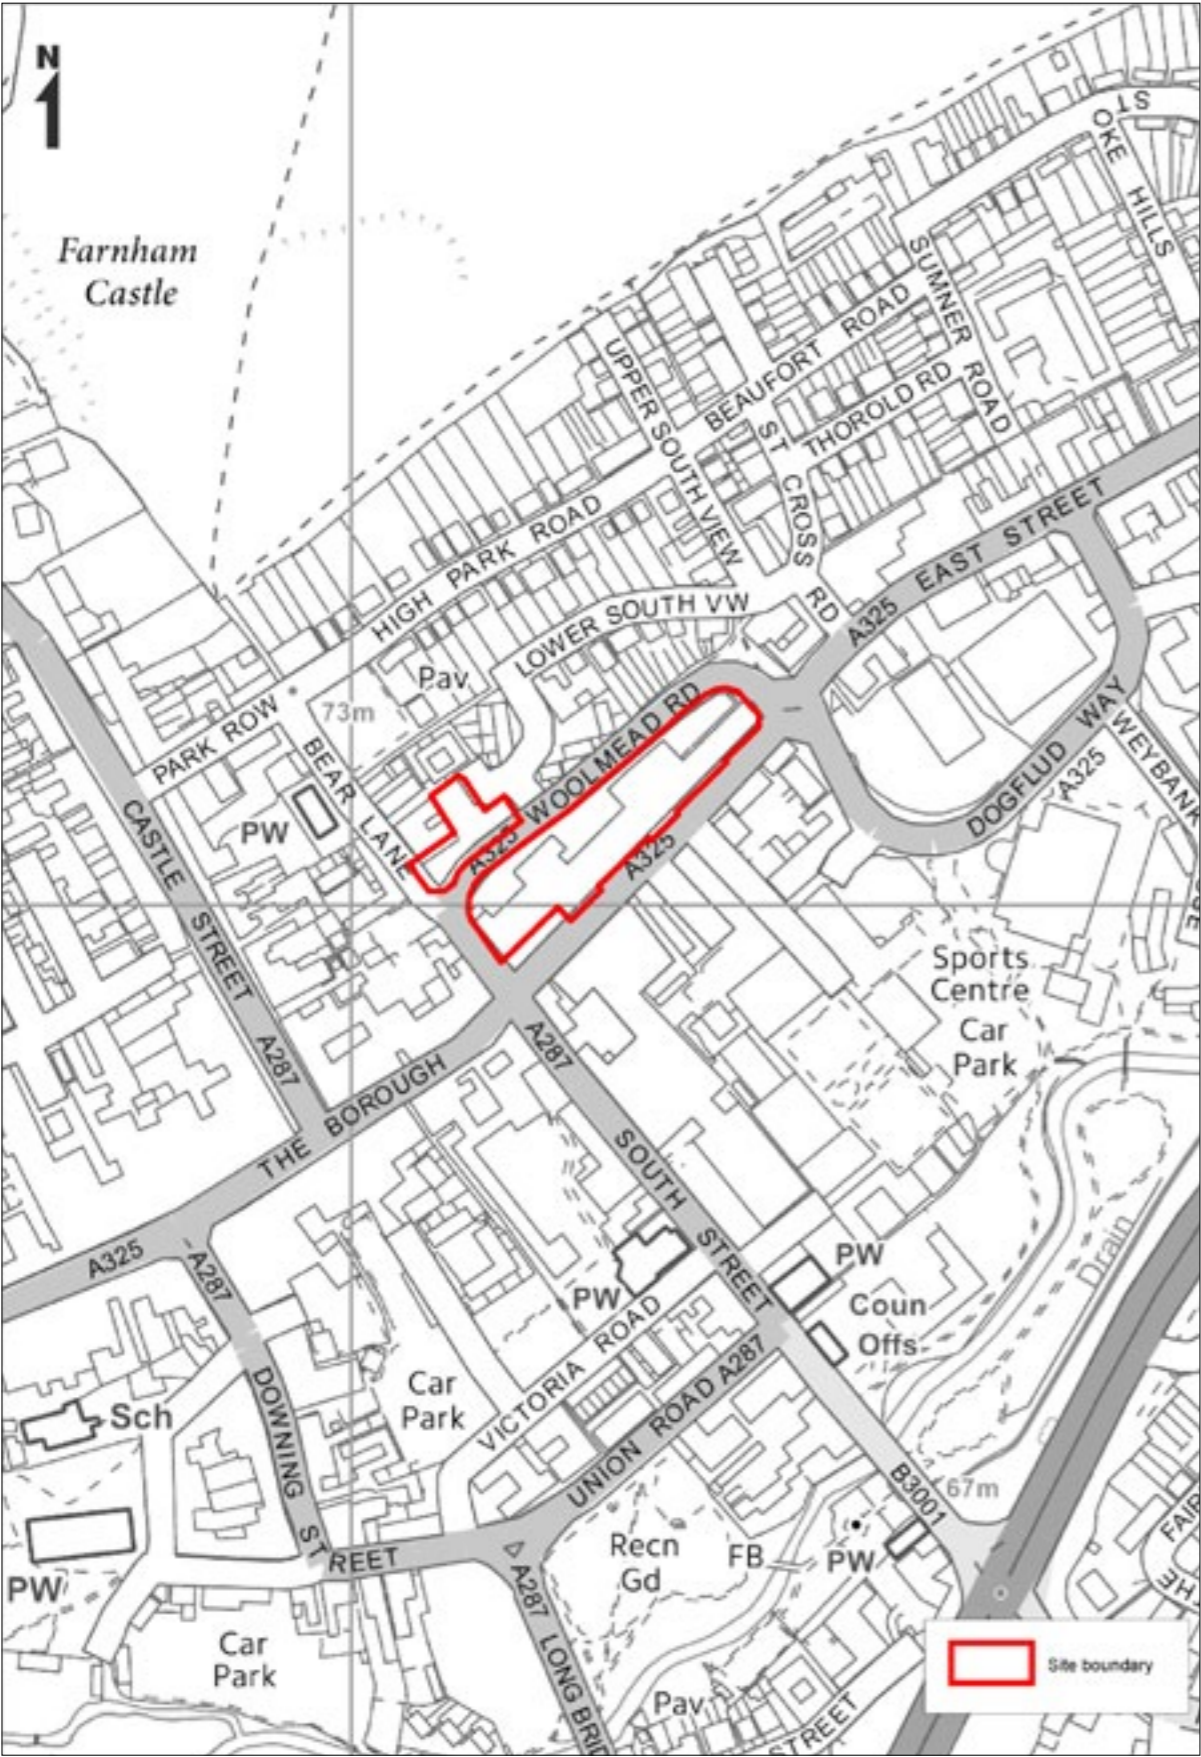 N
STOKE HILLS
Farnham
Castle
SUMNER ROAD
BEAUFORT ROAD
UPPER SOUTH VIEW
THOROLD RD
ST CROSS RD
HIGH PARK ROAD
EAST STREET
A325
LOWER SOUTH VW
Pav
73m
PARK ROW
BEAR LANE
WOOLMEAD RD
A325
DOGFLUD WAY
A325
WEYBANK
PW
CASTLE STREET
A287
A325
Sports
Centre
Car
Park
A287
THE BOROUGH
SOUTH STREET
A325
A287
PW
PW
Coun
Offs
Drain
VICTORIA ROAD
UNION ROAD A287
Car
Park
Sch
DOWNING STREET
B3001
67m
Recn
Gd
FB
PW
PW
A287
LONG BRID
Car
Park
Pav
STREET
Site boundary